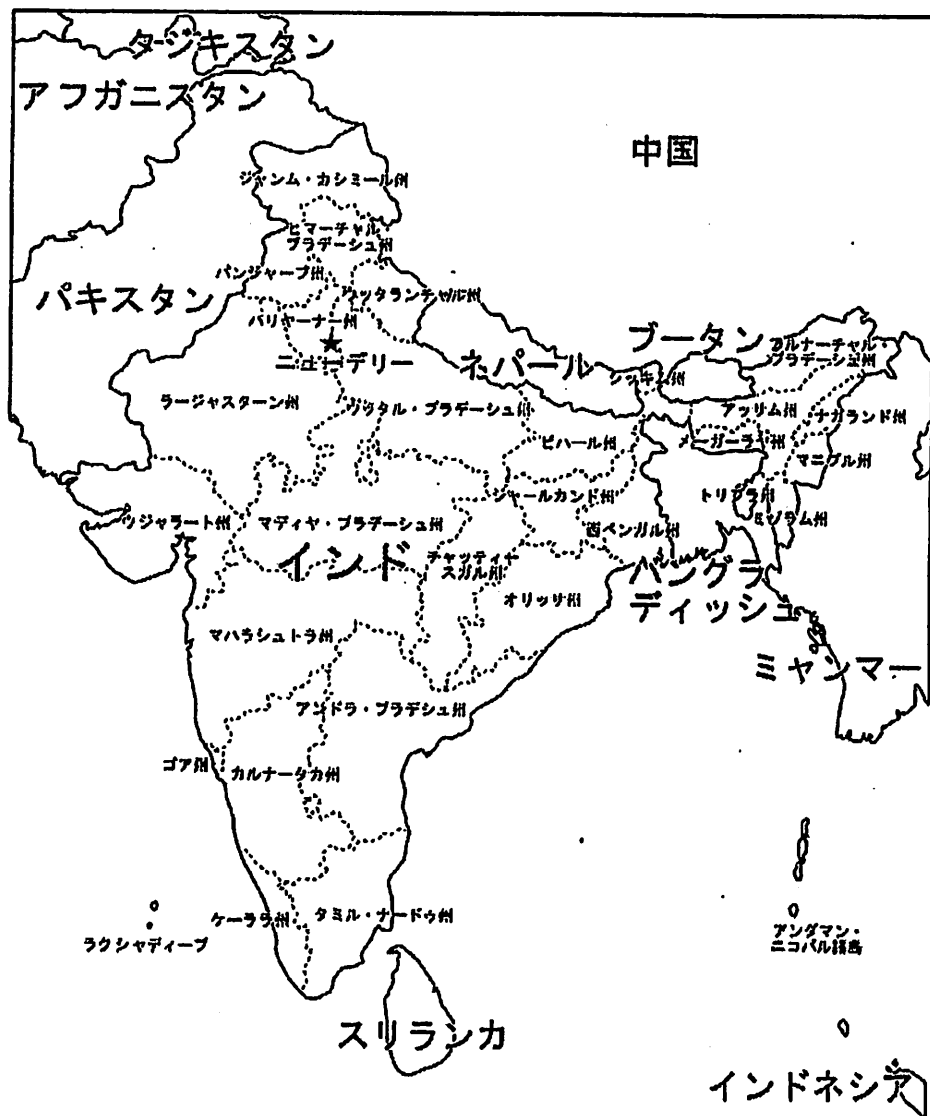 タジキスタン
アフガニスタン
中国
ジャンム・カシミール州
ヒマーチャル
プラデーシュ州
パンジャーブ州
パキスタン
ウッタランチャル州
ハリヤーナー州
ニューデリー
ネパール
ブータン
シッキム州
アルナーチャル・
プラデーシュ州
ラージャスターン州
ウッタル・プラデーシュ州
アッサム州
ナガランド州
ビハール州
メーガーラヤ州
マニプル州
ジャールカンド州
トリプラ州
ミゾラム州
グジャラート州
マディヤ・プラデーシュ州
西ベンガル州
インド
チャッティー
スガル州
バングラ
ディッシュ
オリッサ州
マハラシュトラ州
ミャンマー
アンドラ・プラデシュ州
ゴア州
カルナータカ州
ケーララ州
タミル・ナードゥ州
ラクシャディープ
アンダマン・
ニコバル諸島
スリランカ
インドネシア